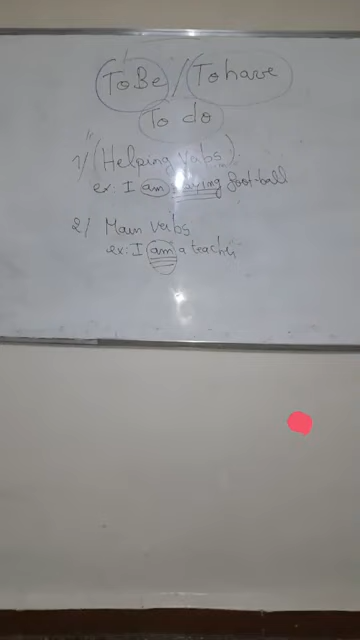 To Be / To have
To do
1/ (Helping Verbs)
ex: I am playing foot-ball
2/ Main verbs
ex: I am a teacher